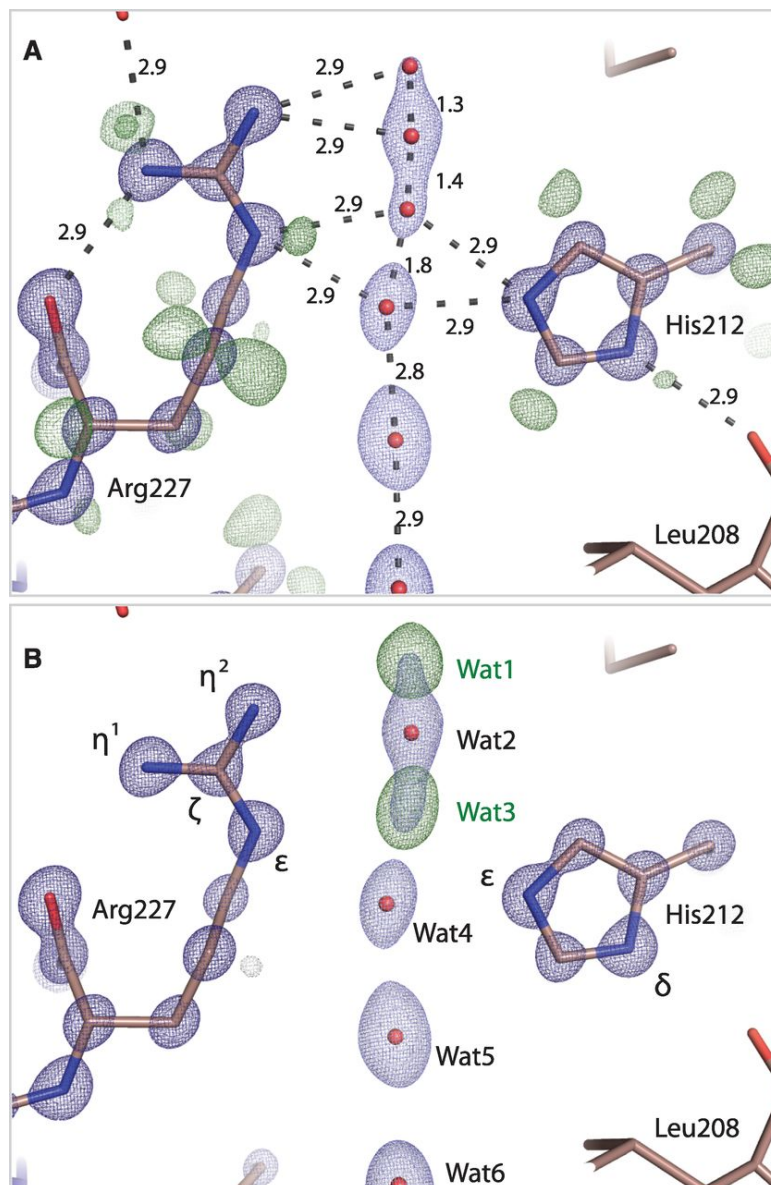 A
2.9
2.9
1.3
2.9
1.4
2.9
2.9
2.9
1.8
2.9
2.9
His212
2.8
2.9
Arg227
2.9
Leu208
B
η²
Wat1
η¹
Wat2
ζ
Wat3
ε
ε
Arg227
His212
Wat4
δ
Wat5
Leu208
Wat6